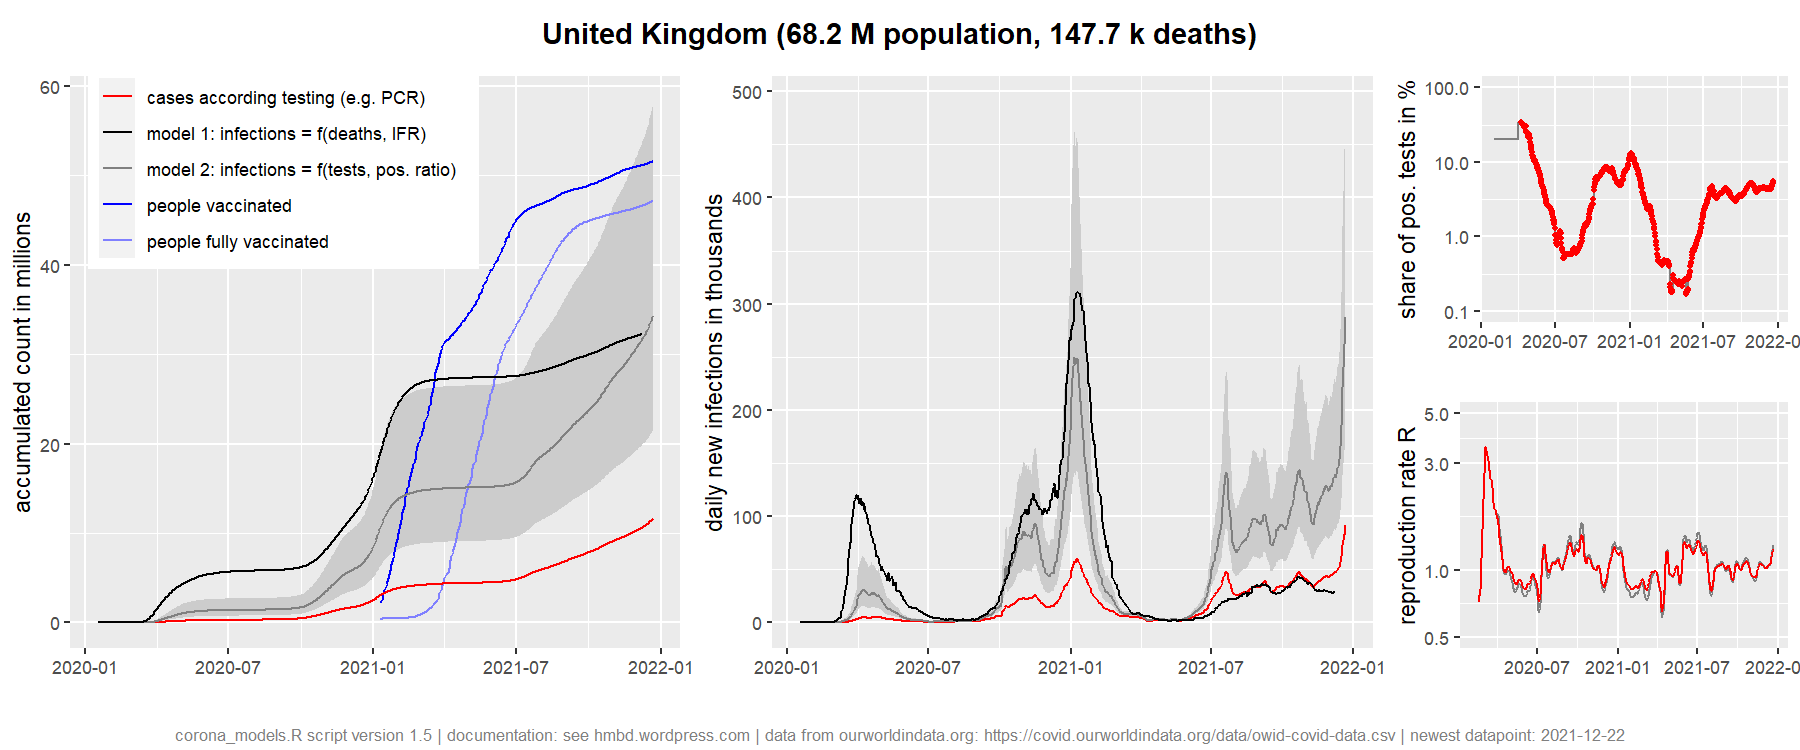 United Kingdom (68.2 M population, 147.7 k deaths)
accumulated count in millions
60
40
20
0
cases according testing (e.g. PCR)
model 1: infections = f(deaths, IFR)
model 2: infections = f(tests, pos. ratio)
people vaccinated
people fully vaccinated
2020-01 2020-07 2021-01 2021-07 2022-01
daily new infections in thousands
500
400
300
200
100
0
2020-01 2020-07 2021-01 2021-07 2022-01
share of pos. tests in %
100.0
10.0
1.0
0.1
2020-01 2020-07 2021-01 2021-07 2022-0
reproduction rate R
5.0
3.0
1.0
0.5
2020-07 2021-01 2021-07 2022-0
corona_models.R script version 1.5 | documentation: see hmbd.wordpress.com | data from ourworldindata.org: https://covid.ourworldindata.org/data/owid-covid-data.csv | newest datapoint: 2021-12-22